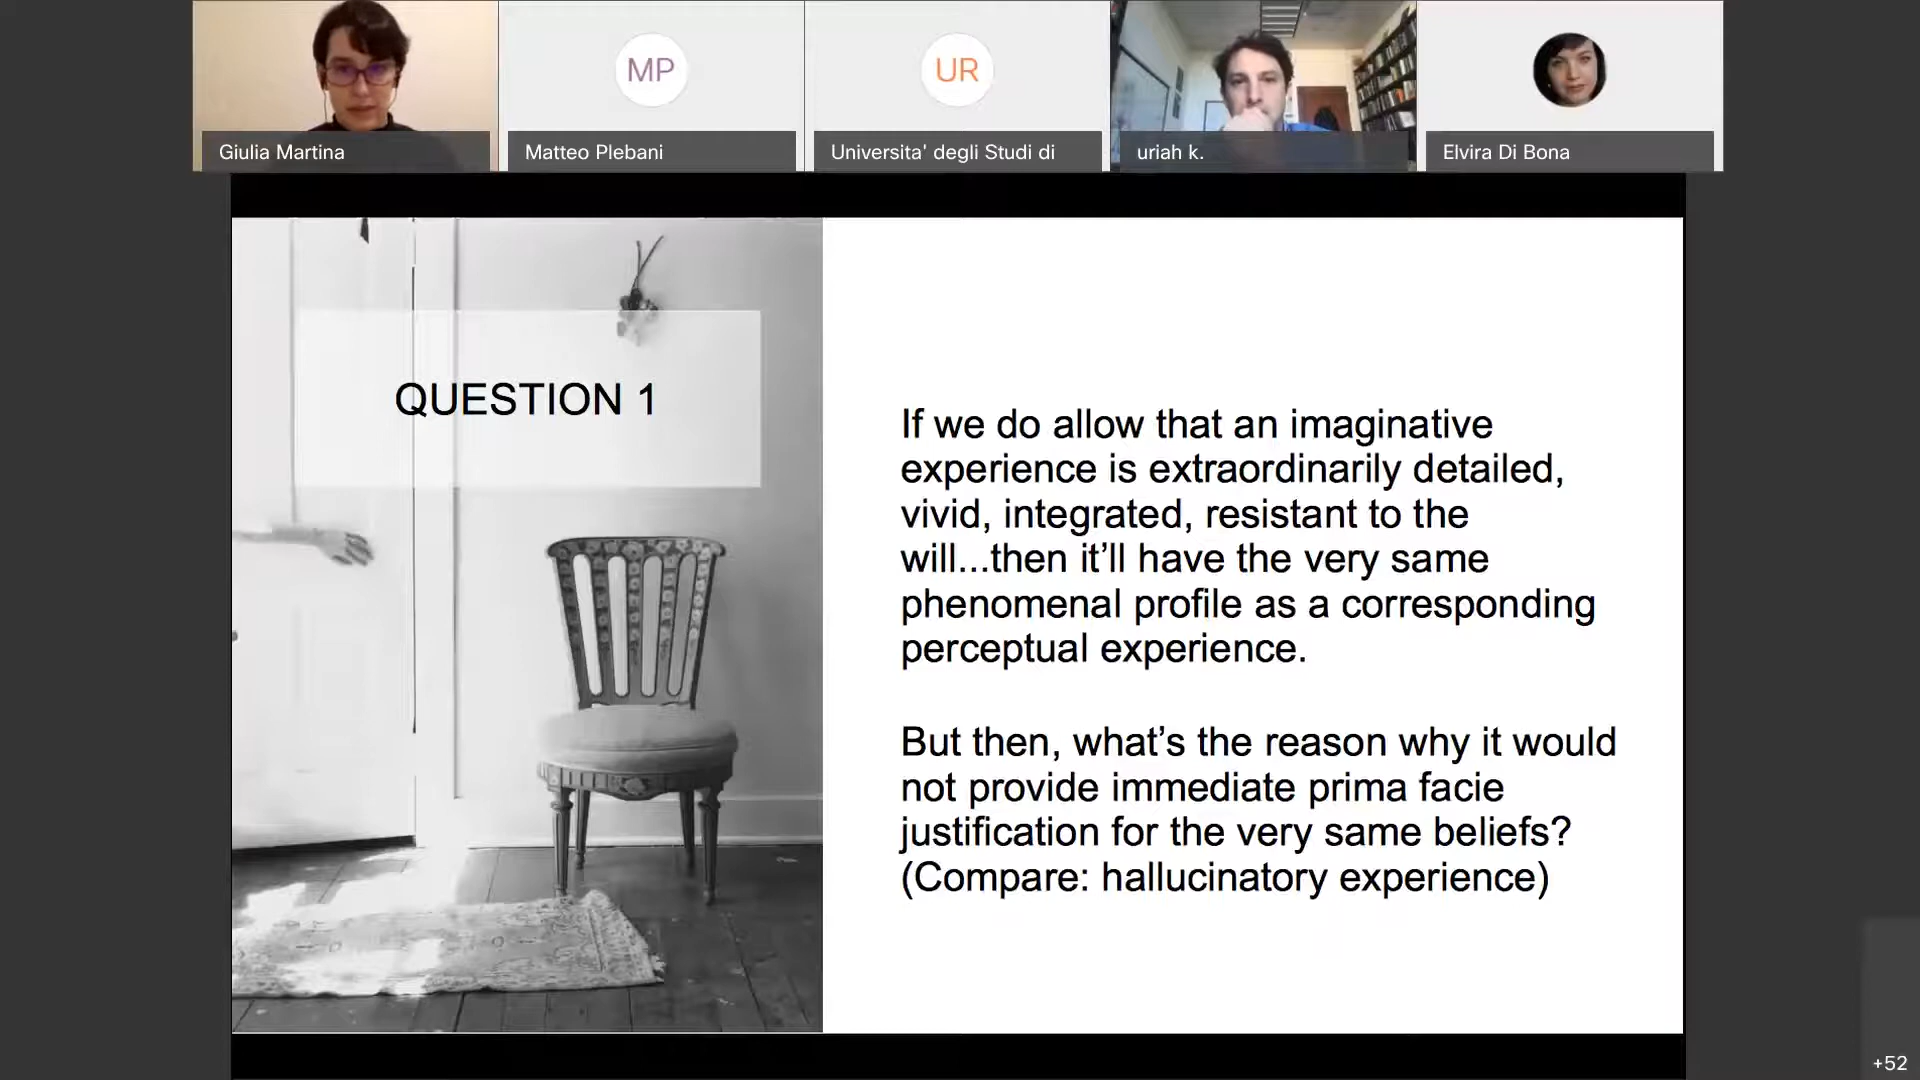 MP
UR
Giulia Martina
Matteo Plebani
Universita' degli Studi di
uriah k.
Elvira Di Bona
QUESTION 1
If we do allow that an imaginative
experience is extraordinarily detailed,
vivid, integrated, resistant to the
will...then it’ll have the very same
phenomenal profile as a corresponding
perceptual experience.
But then, what’s the reason why it would
not provide immediate prima facie
justification for the very same beliefs?
(Compare: hallucinatory experience)
+52